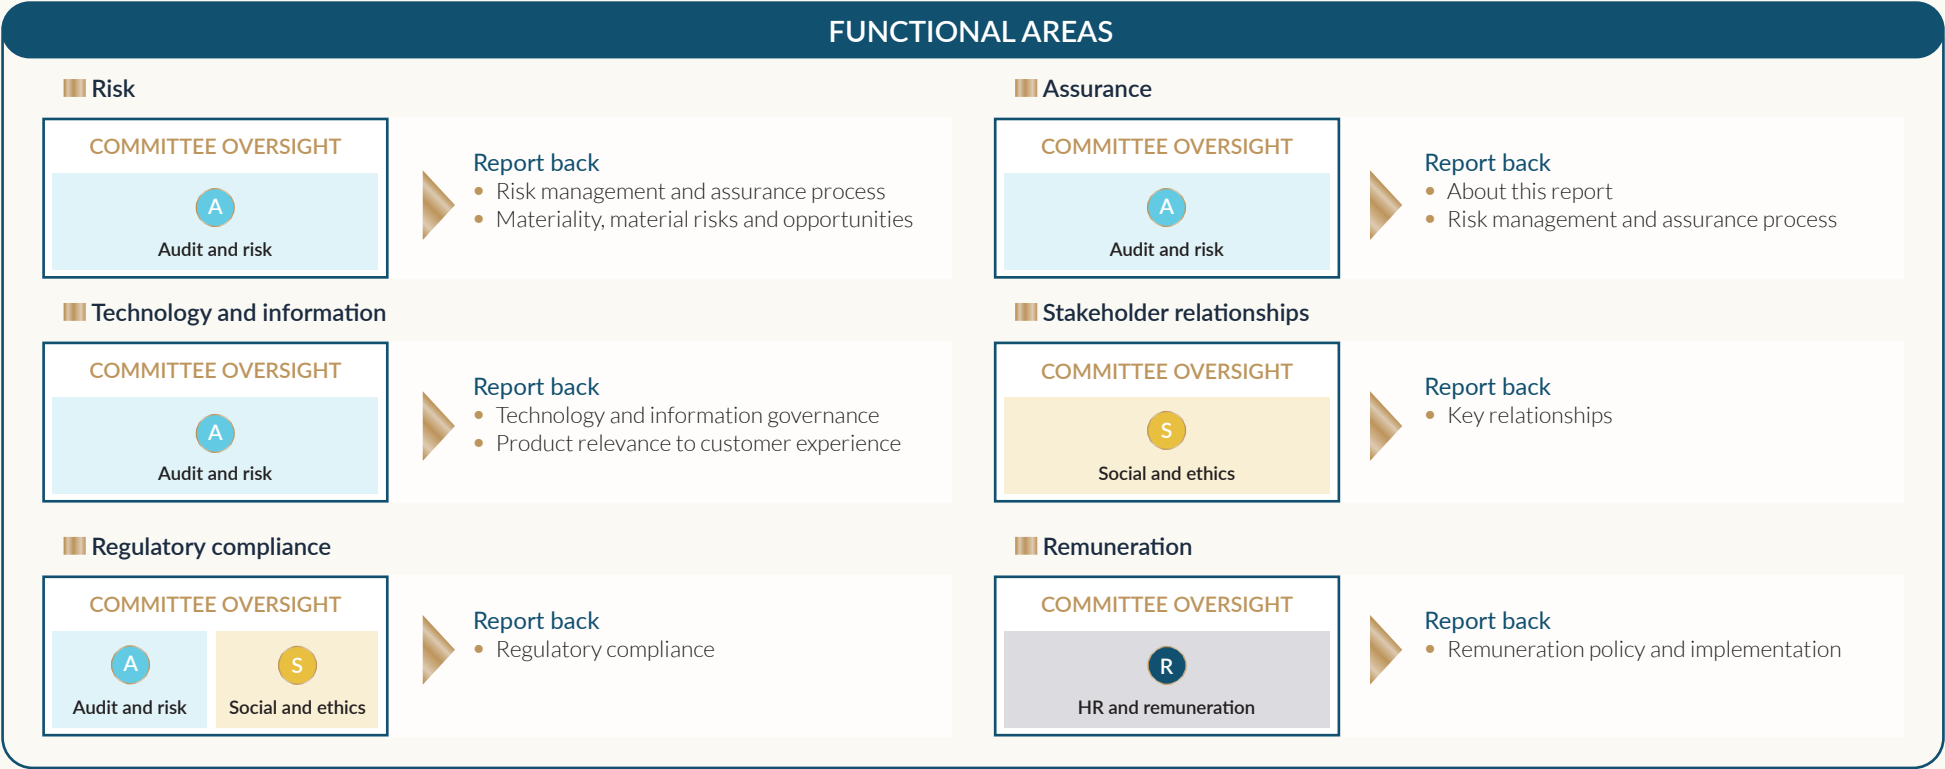 FUNCTIONAL AREAS
Risk
COMMITTEE OVERSIGHT
A
Audit and risk
Report back
• Risk management and assurance process
• Materiality, material risks and opportunities
Assurance
COMMITTEE OVERSIGHT
A
Audit and risk
Report back
• About this report
• Risk management and assurance process
Technology and information
COMMITTEE OVERSIGHT
A
Audit and risk
Report back
• Technology and information governance
• Product relevance to customer experience
Stakeholder relationships
COMMITTEE OVERSIGHT
S
Social and ethics
Report back
• Key relationships
Regulatory compliance
COMMITTEE OVERSIGHT
A
Audit and risk
S
Social and ethics
Report back
• Regulatory compliance
Remuneration
COMMITTEE OVERSIGHT
R
HR and remuneration
Report back
• Remuneration policy and implementation